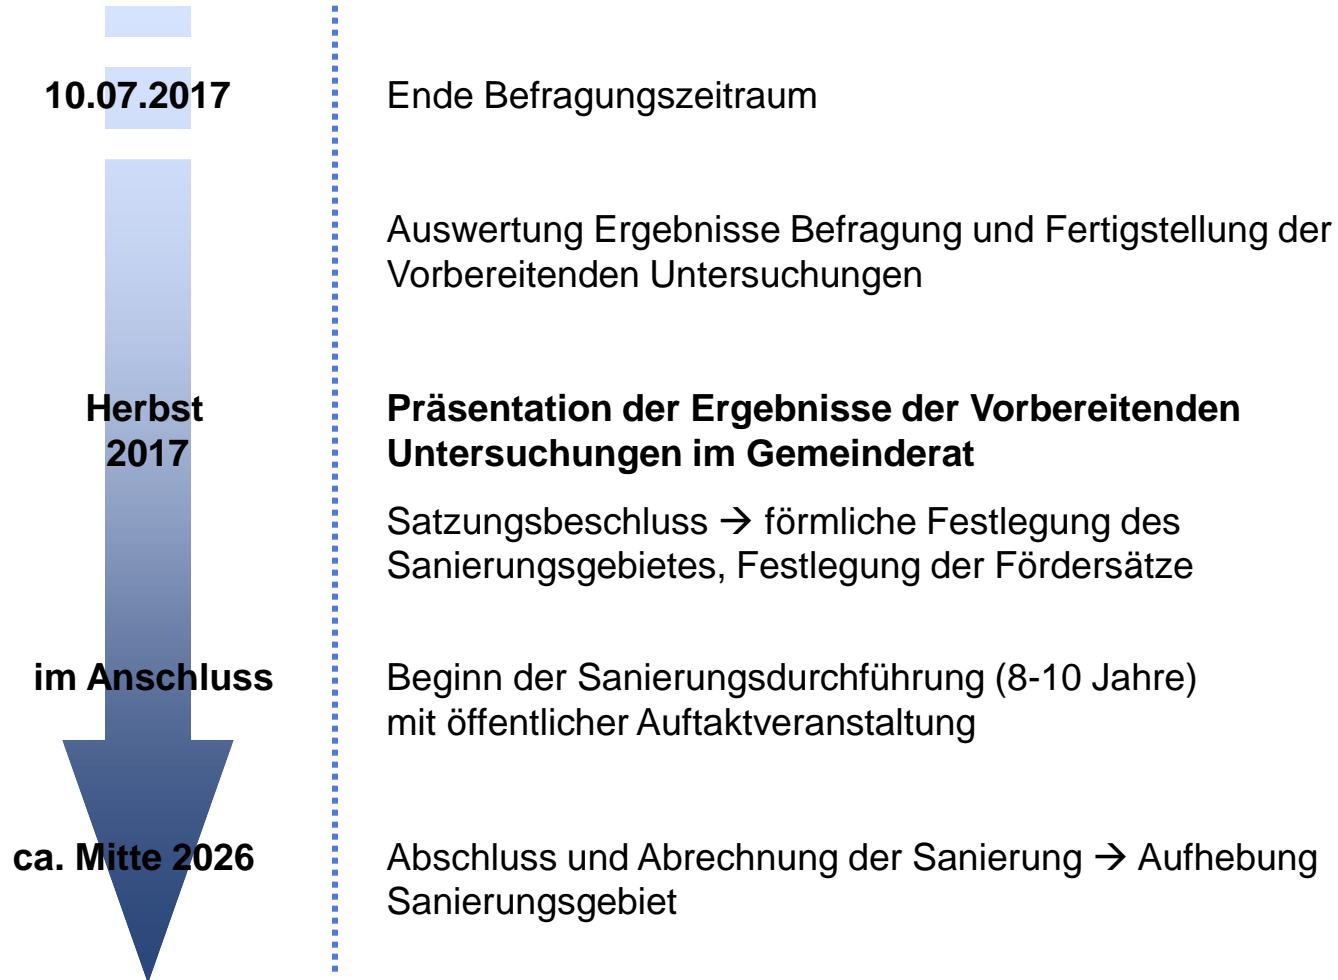 10.07.2017
Ende Befragungszeitraum
Auswertung Ergebnisse Befragung und Fertigstellung der
Vorbereitenden Untersuchungen
Herbst
2017
Präsentation der Ergebnisse der Vorbereitenden
Untersuchungen im Gemeinderat
Satzungsbeschluss → förmliche Festlegung des
Sanierungsgebietes, Festlegung der Fördersätze
im Anschluss
Beginn der Sanierungsdurchführung (8-10 Jahre)
mit öffentlicher Auftaktveranstaltung
ca. Mitte 2026
Abschluss und Abrechnung der Sanierung → Aufhebung
Sanierungsgebiet